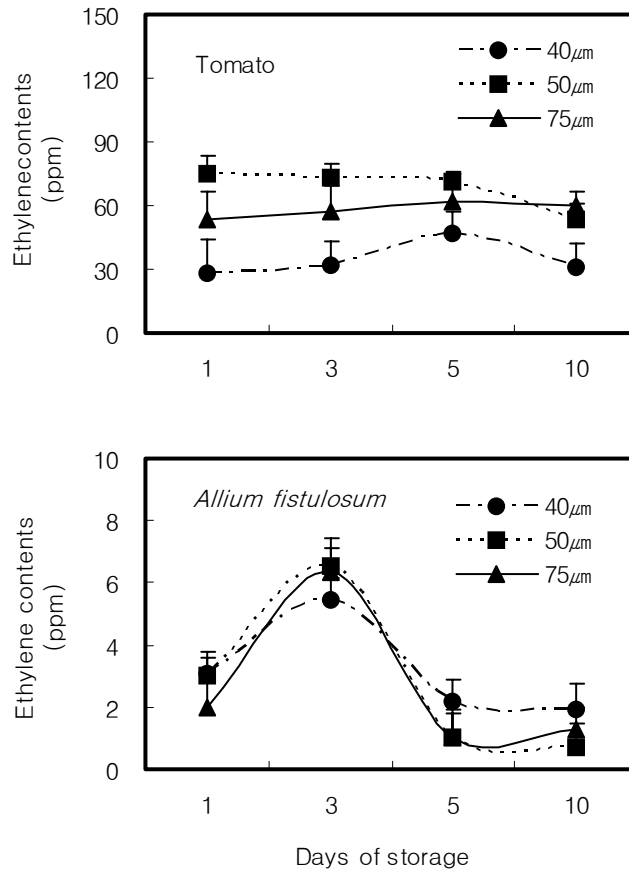 150
120
90
60
30
0
Ethylenecontents
(ppm)
Tomato
40㎛
50㎛
75㎛
1 3 5 10
10
8
6
4
2
0
Ethylene contents
(ppm)
Allium fistulosum
40㎛
50㎛
75㎛
1 3 5 10
Days of storage